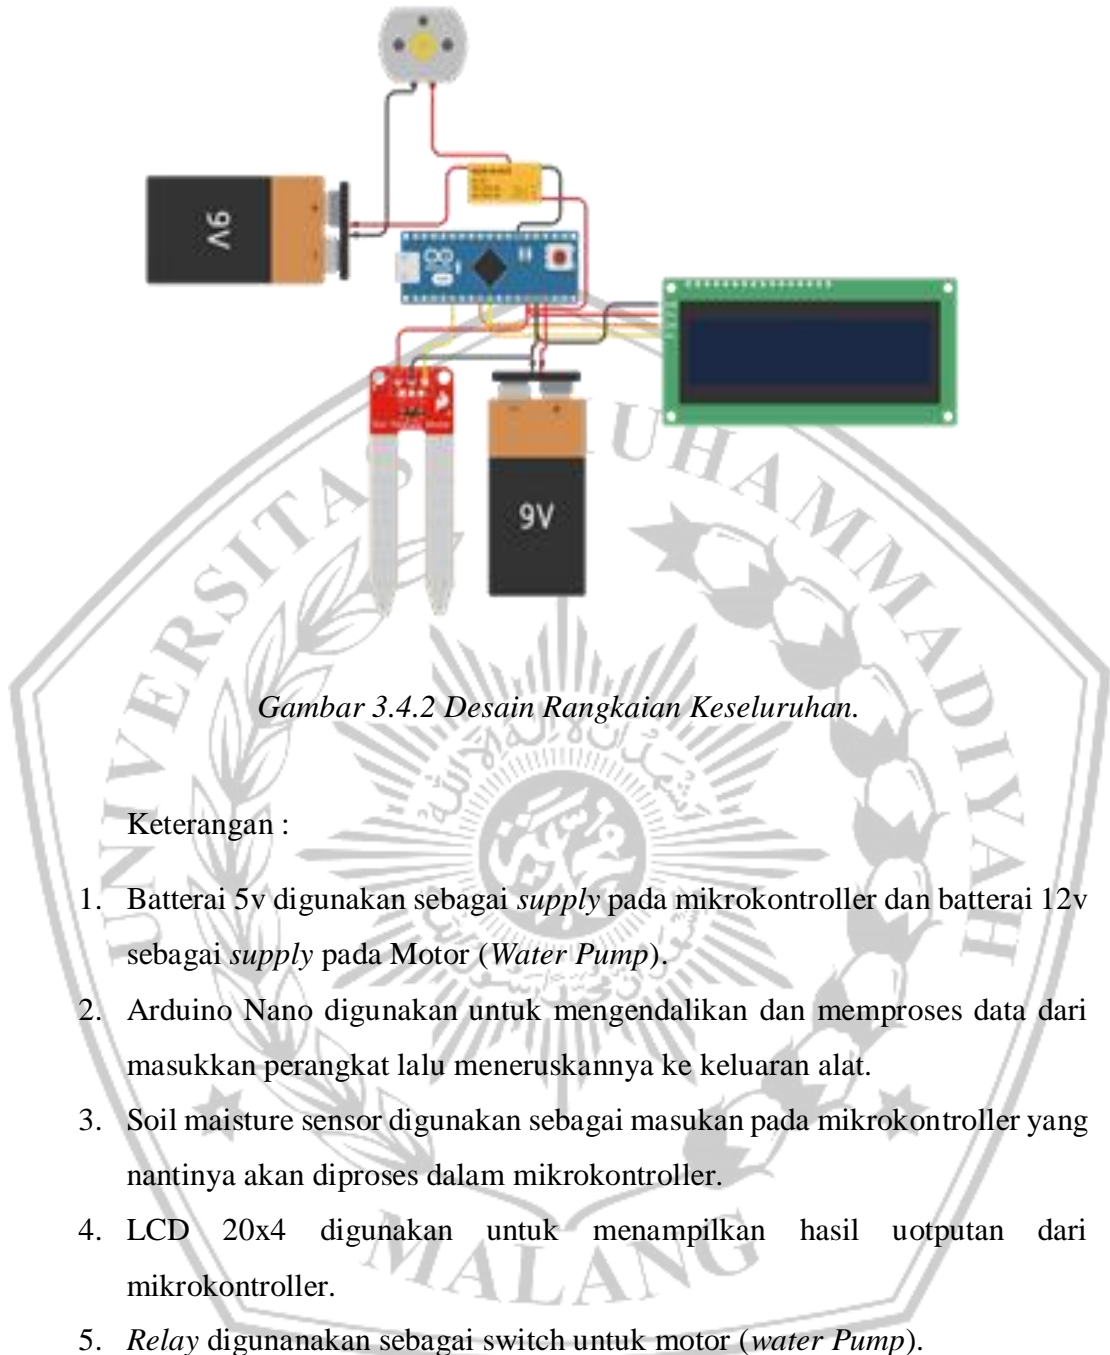 9V
9V
Gambar 3.4.2 Desain Rangkaian Keseluruhan.
Keterangan :
1. Batterai 5v digunakan sebagai supply pada mikrokontroller dan batterai 12v
sebagai supply pada Motor (Water Pump).
2. Arduino Nano digunakan untuk mengendalikan dan memproses data dari
masukkan perangkat lalu meneruskannya ke keluaran alat.
3. Soil maisture sensor digunakan sebagai masukan pada mikrokontroller yang
nantinya akan diproses dalam mikrokontroller.
4. LCD 20x4 digunakan untuk menampilkan hasil uotputan dari
mikrokontroller.
5. Relay digunanakan sebagai switch untuk motor (water Pump).
UNIVERSITAS MUHAMMADIYAH
MALANG